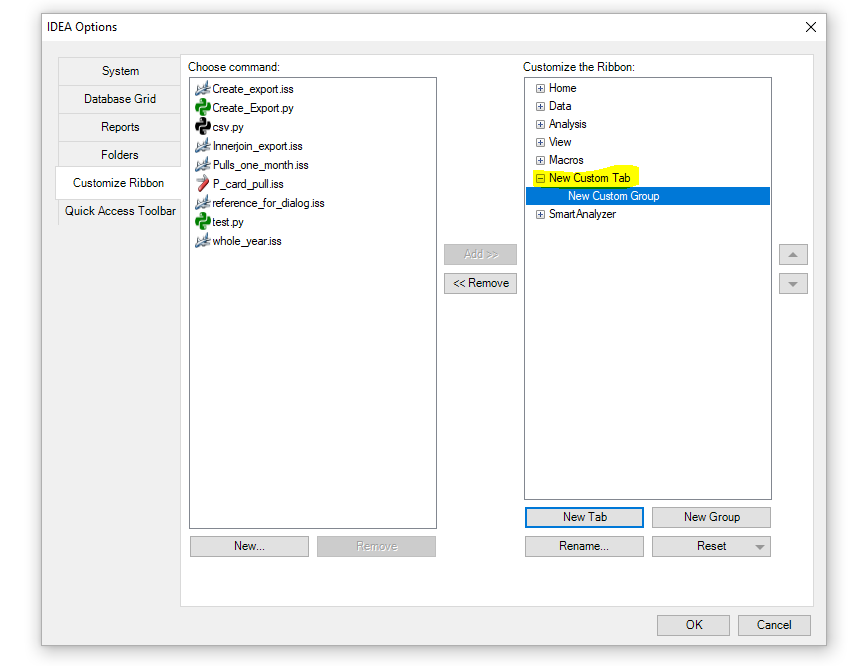 IDEA Options
System
Database Grid
Reports
Folders
Customize Ribbon
Quick Access Toolbar
Choose command:
Create_export.iss
Create_Export.py
csv.py
Innerjoin_export.iss
Pulls_one_month.iss
P_card_pull.iss
reference_for_dialog.iss
test.py
whole_year.iss
New...
Remove
Add >>
<< Remove
Customize the Ribbon:
Home
Data
Analysis
View
Macros
New Custom Tab
New Custom Group
SmartAnalyzer
New Tab
New Group
Rename...
Reset
OK
Cancel